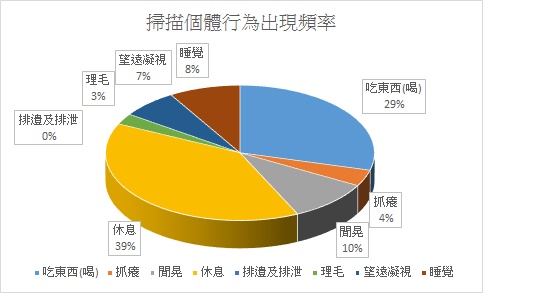 掃描個體行為出現頻率
睡覺
8%
望遠凝視
7%
理毛
3%
吃東西(喝)
29%
排遺及排泄
0%
抓癢
4%
休息
39%
閒晃
10%
吃東西(喝) 抓癢 閒晃 休息 排遺及排泄 理毛 望遠凝視 睡覺